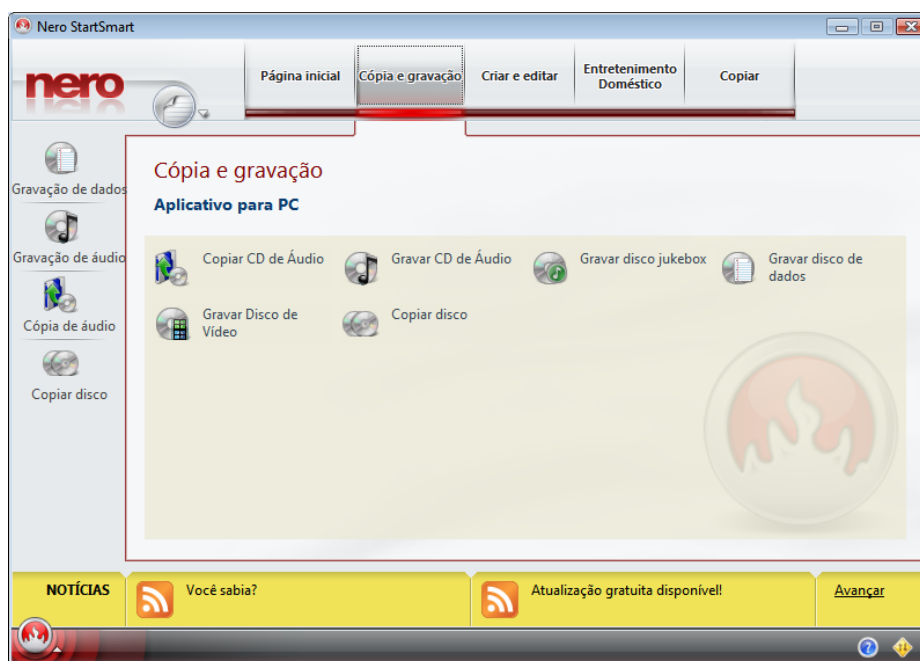 Nero StartSmart
nero
Página inicial
Cópia e gravação
Criar e editar
Entretenimento
Doméstico
Copiar
Gravação de dados
Gravação de áudio
Cópia de áudio
Copiar disco
Cópia e gravação
Aplicativo para PC
Copiar CD de Áudio
Gravar CD de Áudio
Gravar disco jukebox
Gravar disco de
dados
Gravar Disco de
Vídeo
Copiar disco
NOTÍCIAS
Você sabia?
Atualização gratuita disponível!
Avançar